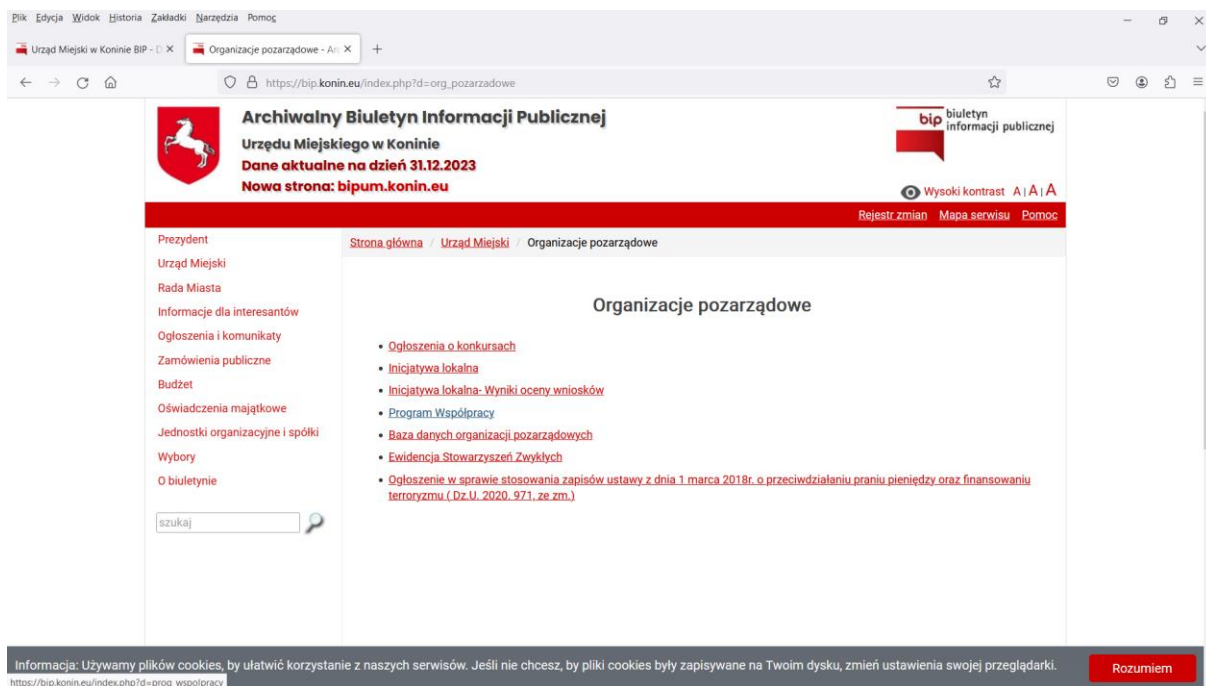 Plik Edycja Widok Historia Zakładki Narzędzia Pomoc
Urząd Miejski w Koninie BIP - D
Organizacje pozarządowe - Arc
https://bip.konin.eu/index.php?d=org_pozarzadowe
Archiwalny Biuletyn Informacji Publicznej
Urzędu Miejskiego w Koninie
Dane aktualne na dzień 31.12.2023
Nowa strona: bipum.konin.eu
bip biuletyn
informacji publicznej
Wysoki kontrast A | A | A
Rejestr zmian Mapa serwisu Pomoc
Prezydent
Urząd Miejski
Rada Miasta
Informacje dla interesantów
Ogłoszenia i komunikaty
Zamówienia publiczne
Budżet
Oświadczenia majątkowe
Jednostki organizacyjne i spółki
Wybory
O biuletynie
szukaj
Strona główna / Urząd Miejski / Organizacje pozarządowe
Organizacje pozarządowe
• Ogłoszenia o konkursach
• Inicjatywa lokalna
• Inicjatywa lokalna- Wyniki oceny wniosków
• Program Współpracy
• Baza danych organizacji pozarządowych
• Ewidencja Stowarzyszeń Zwykłych
• Ogłoszenie w sprawie stosowania zapisów ustawy z dnia 1 marca 2018r. o przeciwdziałaniu praniu pieniędzy oraz finansowaniu
terroryzmu ( Dz.U. 2020. 971, ze zm.)
Informacja: Używamy plików cookies, by ułatwić korzystanie z naszych serwisów. Jeśli nie chcesz, by pliki cookies były zapisywane na Twoim dysku, zmień ustawienia swojej przeglądarki.
Rozumiem
https://bip.konin.eu/index.php?d=prog_wspolpracy